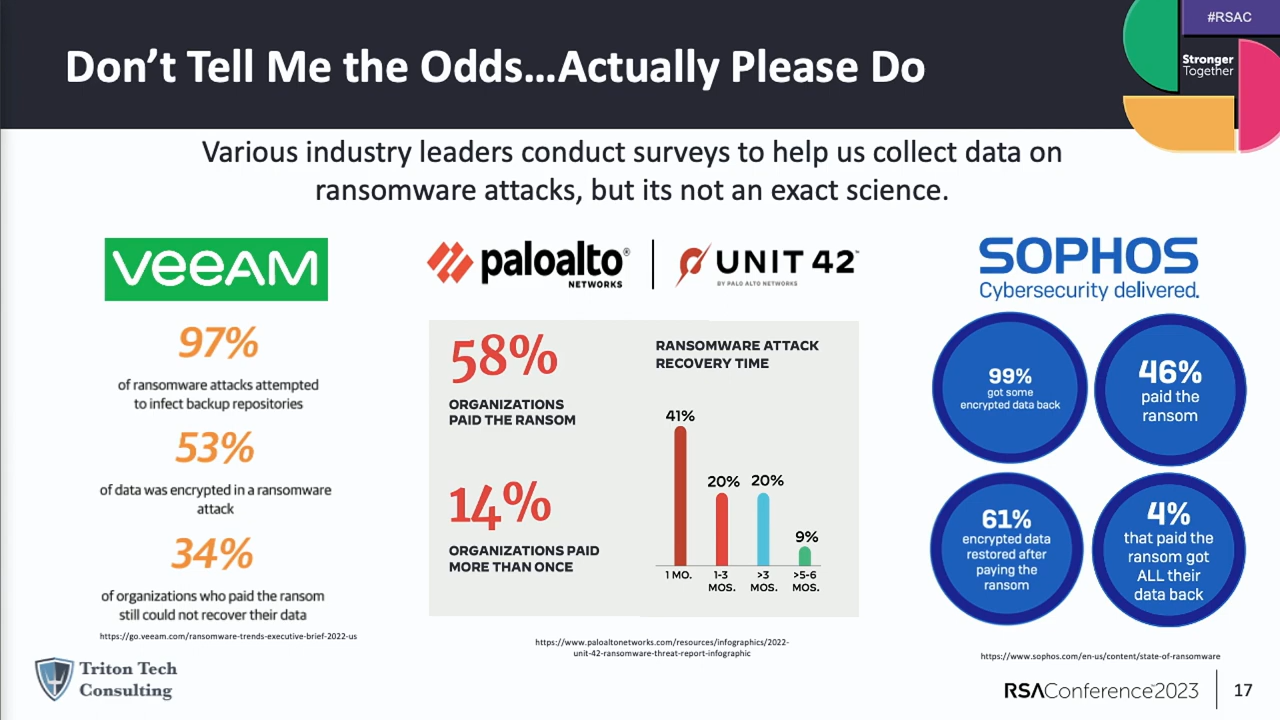 #RSAC
Don't Tell Me the Odds...Actually Please Do
Stronger
Together
Various industry leaders conduct surveys to help us collect data on
ransomware attacks, but its not an exact science.
veeAM
97%
of ransomware attacks attempted
to infect backup repositories
53%
of data was encrypted in a ransomware
attack
34%
of organizations who paid the ransom
still could not recover their data
https://go.veeam.com/ransomware-trends-executive-brief-2022-us
paloalto®
NETWORKS
UNIT 42™
BY PALO ALTO NETWORKS
58%
ORGANIZATIONS
PAID THE RANSOM
14%
ORGANIZATIONS PAID
MORE THAN ONCE
RANSOMWARE ATTACK
RECOVERY TIME
41%
20%
20%
9%
1 MO.
1-3
MOS.
>3
MOS.
>5-6
MOS.
https://www.paloaltonetworks.com/resources/infographics/2022-
unit-42-ransomware-threat-report-infographic
SOPHOS
Cybersecurity delivered.
99%
got some
encrypted data back
46%
paid the
ransom
61%
encrypted data
restored after
paying the
ransom
4%
that paid the
ransom got
ALL their
data back
https://www.sophos.com/en-us/content/state-of-ransomware
Triton Tech
Consulting
RSAConference™2023
17